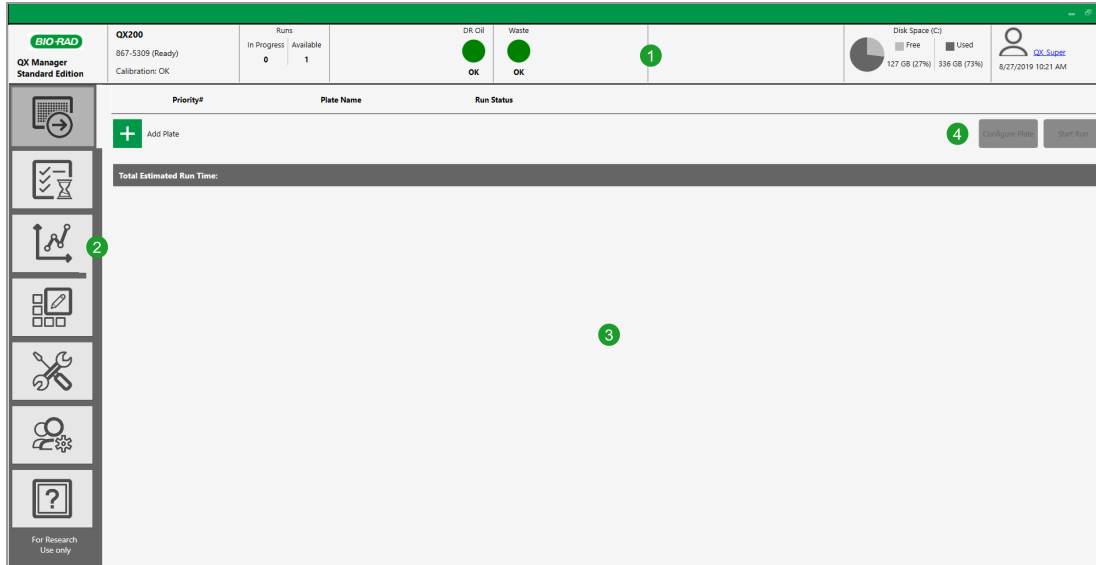 BIO-RAD
QX Manager
Standard Edition
QX200
867-5309 (Ready)
Calibration: OK
Runs
In Progress Available
0 1
DR Oil
OK
Waste
OK
1
Disk Space (C:)
Free Used
127 GB (27%) 336 GB (73%)
QX_Super
8/27/2019 10:21 AM
Priority# Plate Name Run Status
+ Add Plate
4
Configure Plate Start Run
Total Estimated Run Time:
2
3
?
For Research
Use only